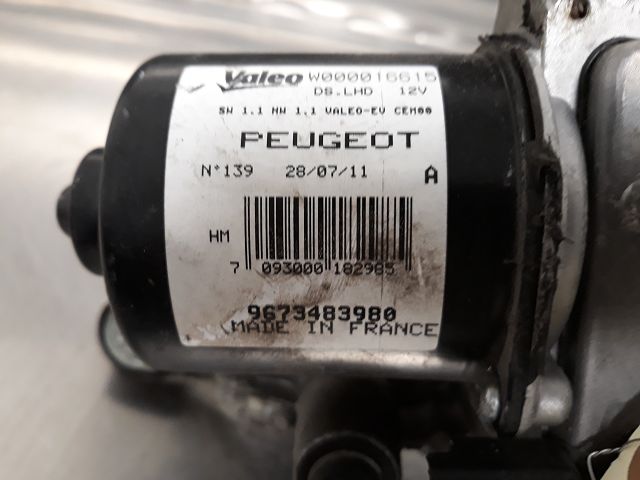 Valeo W000016615
DS.LHD 12V
SW 1.1 HW 1.1 VALEO-EV CEM00
PEUGEOT
N°139 28/07/11 A
HM
7 093000 182985
9673483980
MADE IN FRANCE